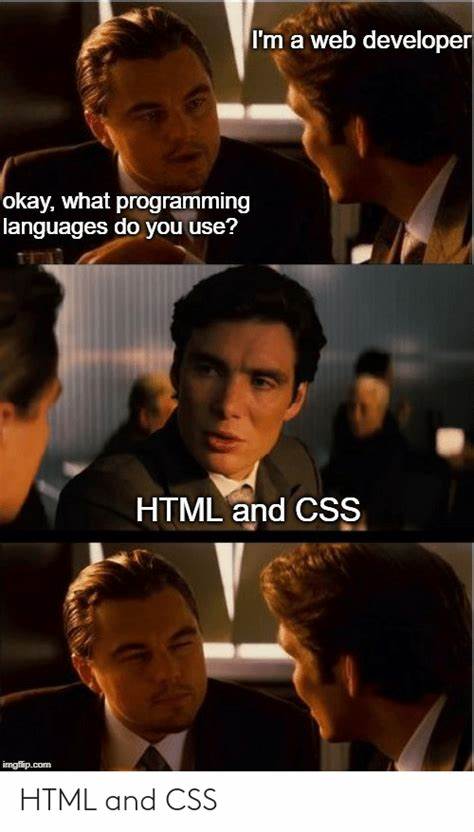 I'm a web developer
okay, what programming
languages do you use?
HTML and CSS
imgflip.com
HTML and CSS